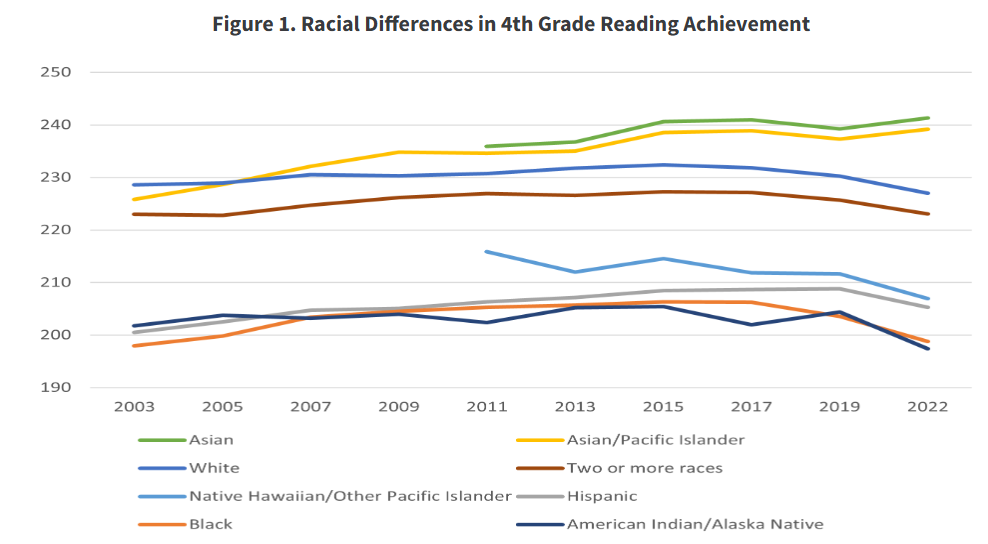 Figure 1. Racial Differences in 4th Grade Reading Achievement
250
240
230
220
210
200
190
2003 2005 2007 2009 2011 2013 2015 2017 2019 2022
Asian Asian/Pacific Islander
White Two or more races
Native Hawaiian/Other Pacific Islander Hispanic
Black American Indian/Alaska Native